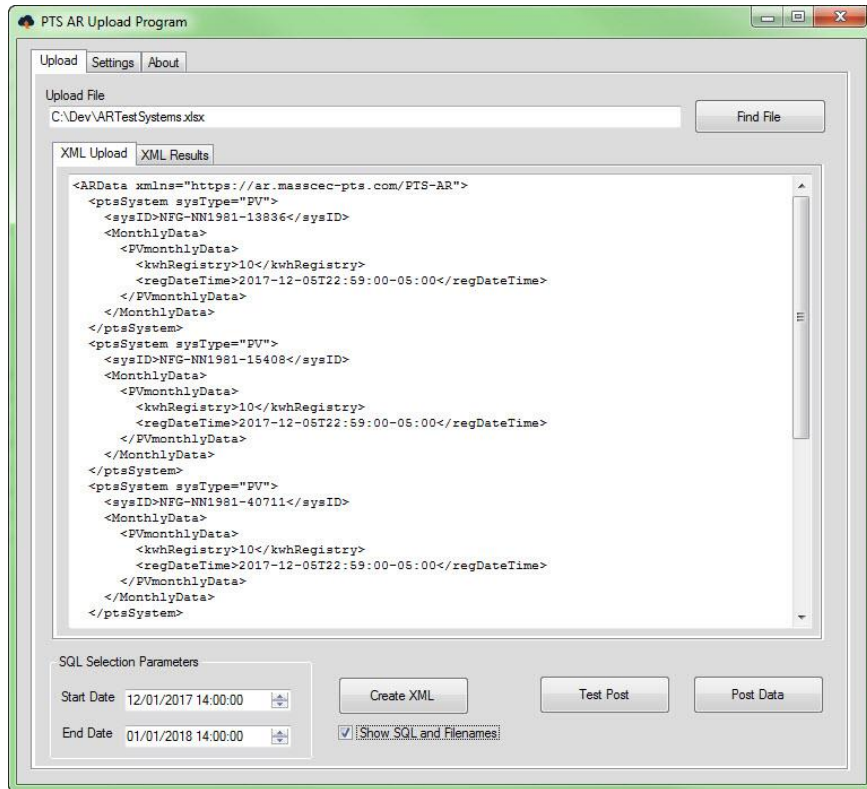 PTS AR Upload Program
Upload Settings About
Upload File
C:\Dev\ARTestSystems.xlsx Find File
XML Upload XML Results
<ARData xmlns="https://ar.masscec-pts.com/PTS-AR">
<ptsSystem sysType="PV">
<sysID>NFG-NN1981-13836</sysID>
<MonthlyData>
<PVmonthlyData>
<kwhRegistry>10</kwhRegistry>
<regDateTime>2017-12-05T22:59:00-05:00</regDateTime>
</PVmonthlyData>
</MonthlyData>
</ptsSystem>
<ptsSystem sysType="PV">
<sysID>NFG-NN1981-15408</sysID>
<MonthlyData>
<PVmonthlyData>
<kwhRegistry>10</kwhRegistry>
<regDateTime>2017-12-05T22:59:00-05:00</regDateTime>
</PVmonthlyData>
</MonthlyData>
</ptsSystem>
<ptsSystem sysType="PV">
<sysID>NFG-NN1981-40711</sysID>
<MonthlyData>
<PVmonthlyData>
<kwhRegistry>10</kwhRegistry>
<regDateTime>2017-12-05T22:59:00-05:00</regDateTime>
</PVmonthlyData>
</MonthlyData>
</ptsSystem>
SQL Selection Parameters
Start Date 12/01/2017 14:00:00 Create XML Test Post Post Data
End Date 01/01/2018 14:00:00 Show SQL and Filenames